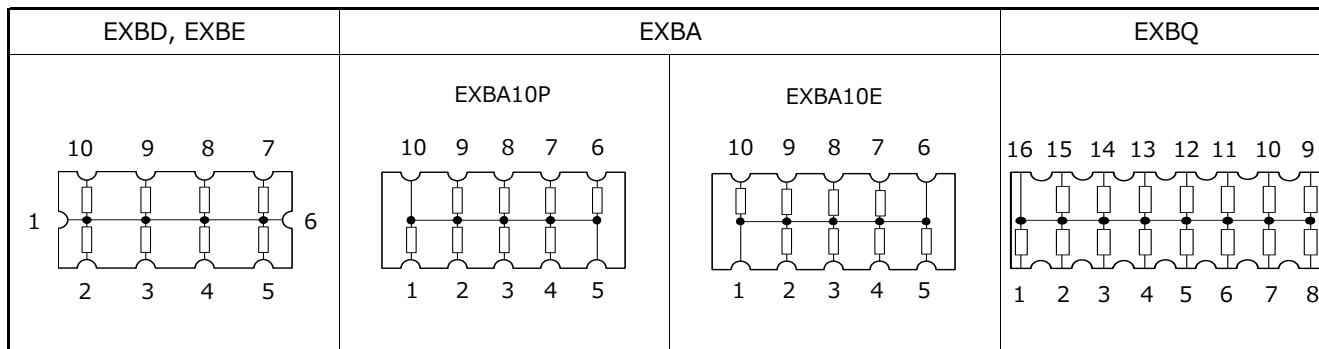 EXBD, EXBE EXBA EXBQ
EXBA10P EXBA10E
10 9 8 7
1 6
2 3 4 5
10 9 8 7 6
1 2 3 4 5
10 9 8 7 6
1 2 3 4 5
16 15 14 13 12 11 10 9
1 2 3 4 5 6 7 8